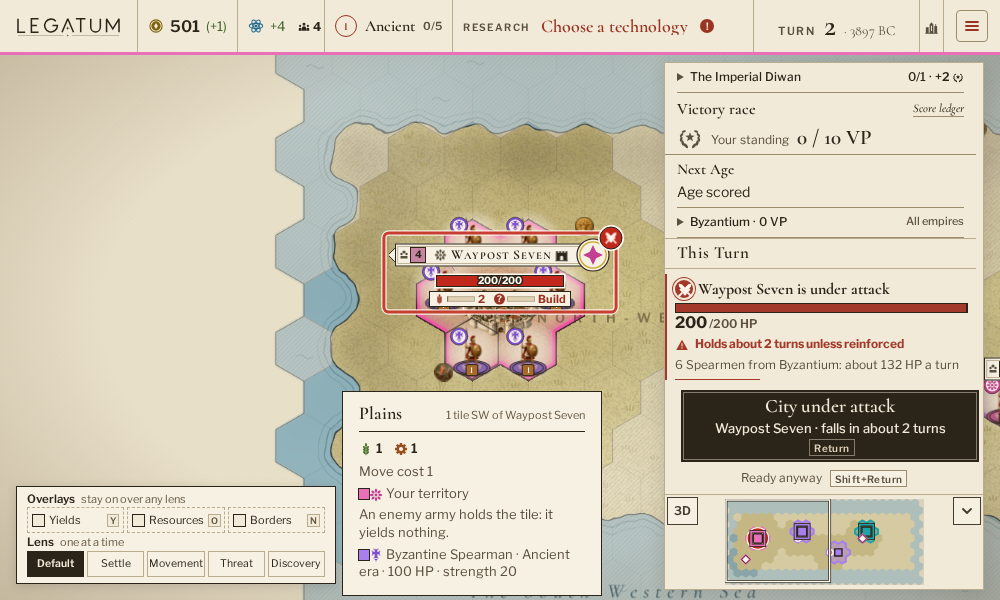 LEGATUM
501 (+1)
+4
4
I Ancient 0/5
RESEARCH Choose a technology !
TURN 2 · 3897 BC
The Imperial Diwan 0/1 · +2
Victory race Score ledger
Your standing 0 / 10 VP
Next Age
Age scored
Byzantium · 0 VP All empires
This Turn
Waypost Seven is under attack
200 /200 HP
Holds about 2 turns unless reinforced
6 Spearmen from Byzantium: about 132 HP a turn
City under attack
Waypost Seven · falls in about 2 turns
Return
Ready anyway Shift+Return
3D
4 Waypost Seven
200/200
2 ? Build
NORTH-WE
I I
Plains 1 tile SW of Waypost Seven
1 1
Move cost 1
Your territory
An enemy army holds the tile: it
yields nothing.
Byzantine Spearman · Ancient
era · 100 HP · strength 20
The South Western Sea
Overlays stay on over any lens
Yields Y Resources O Borders N
Lens one at a time
Default Settle Movement Threat Discovery